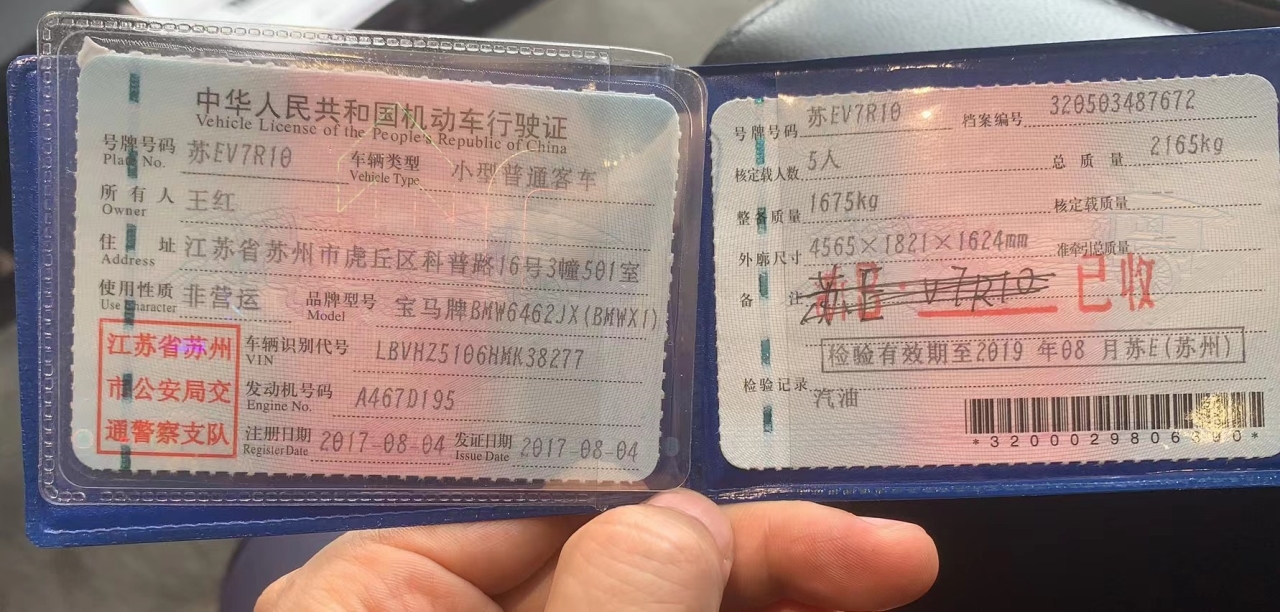 中华人民共和国机动车行驶证
Vehicle License of the People's Republic of China
号牌号码 苏EV7R10 车辆类型 小型普通客车
Plate No. Vehicle Type
所有人 王红
Owner
住址 江苏省苏州市虎丘区科普路16号3幢501室
Address
使用性质 非营运 品牌型号 宝马牌BMW6462JX(BMWX1)
Use Character Model
江苏省苏州
市公安局交
通警察支队
车辆识别代号 LBVHZ5106HMK38277
VIN
发动机号码 A467D195
Engine No.
注册日期 2017-08-04 发证日期 2017-08-04
Register Date Issue Date
号牌号码 苏EV7R10 档案编号 320503487672
核定载人数 5人 总质量 2165kg
整备质量 1675kg 核定载质量
外廓尺寸 4565×1821×1624mm 准牵引总质量
备注 V7R10 已收
检验有效期至2019 年08 月苏E(苏州)
检验记录
汽油